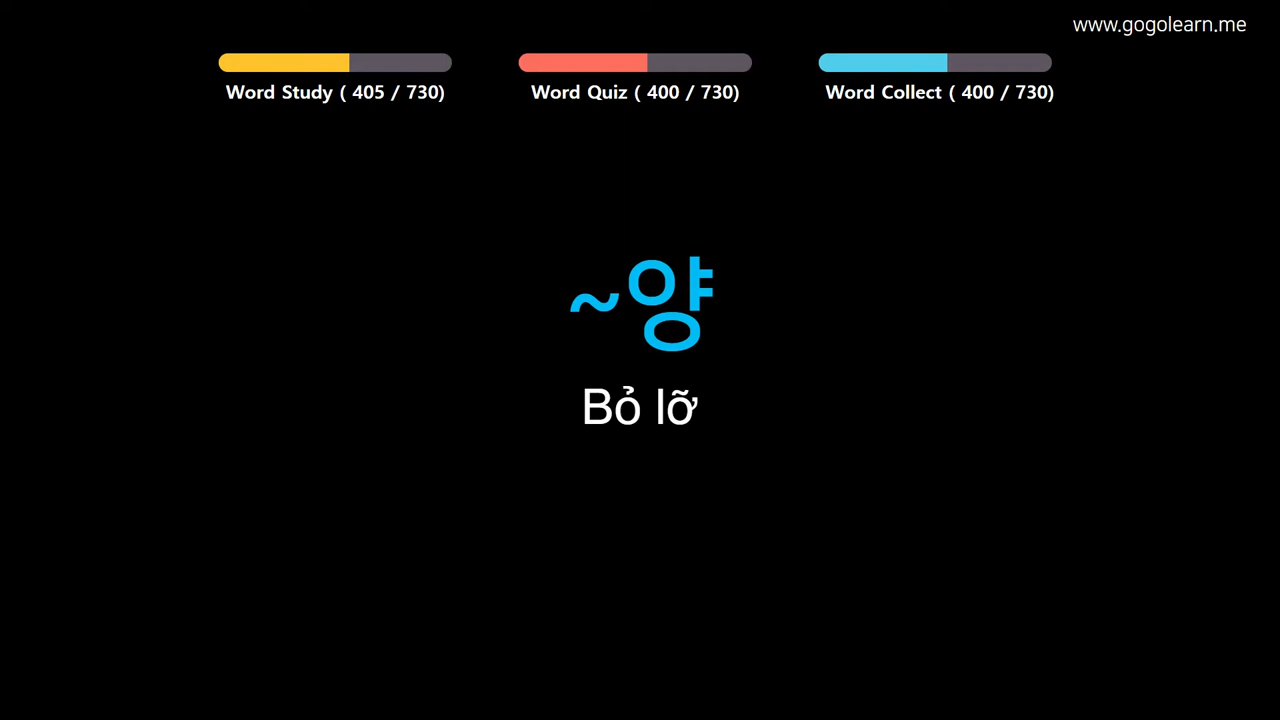 www.gogolearn.me
Word Study ( 405 / 730)
Word Quiz ( 400 / 730)
Word Collect ( 400 / 730)
~양
Bỏ lỡ